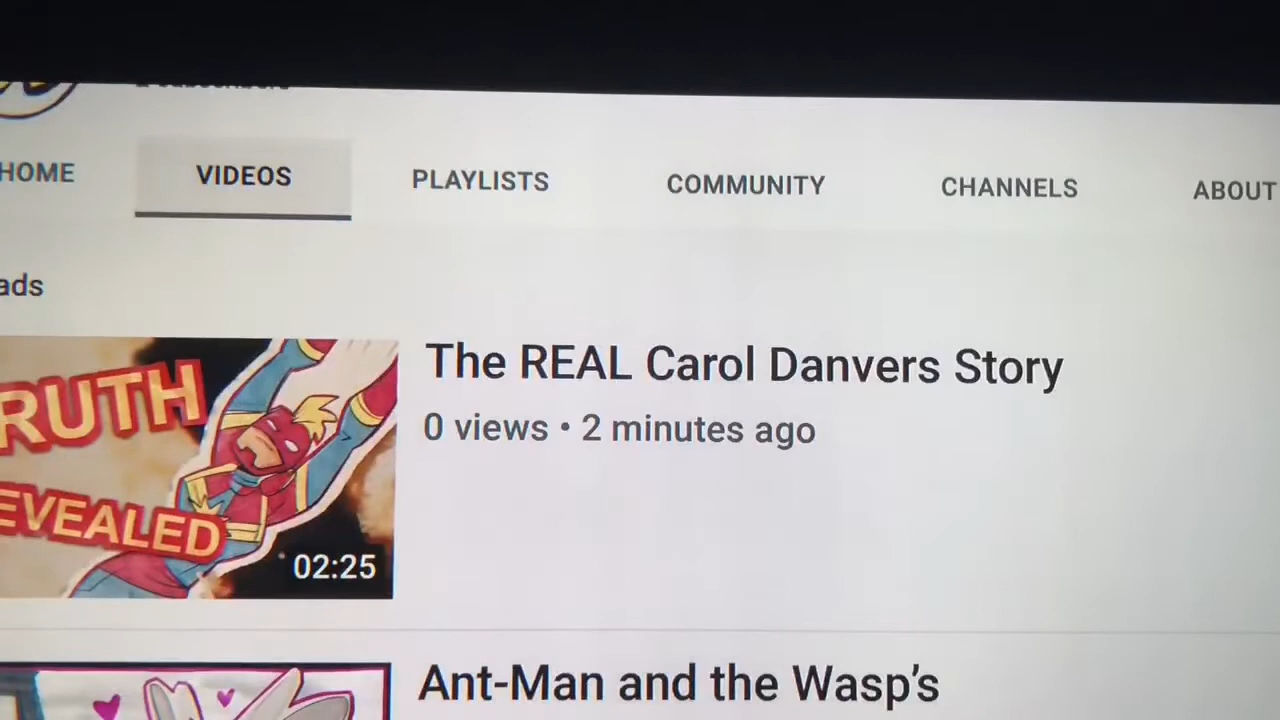 HOME VIDEOS PLAYLISTS COMMUNITY CHANNELS ABOUT
ads
RUTH
EVEALED
02:25
The REAL Carol Danvers Story
0 views • 2 minutes ago
Ant-Man and the Wasp's